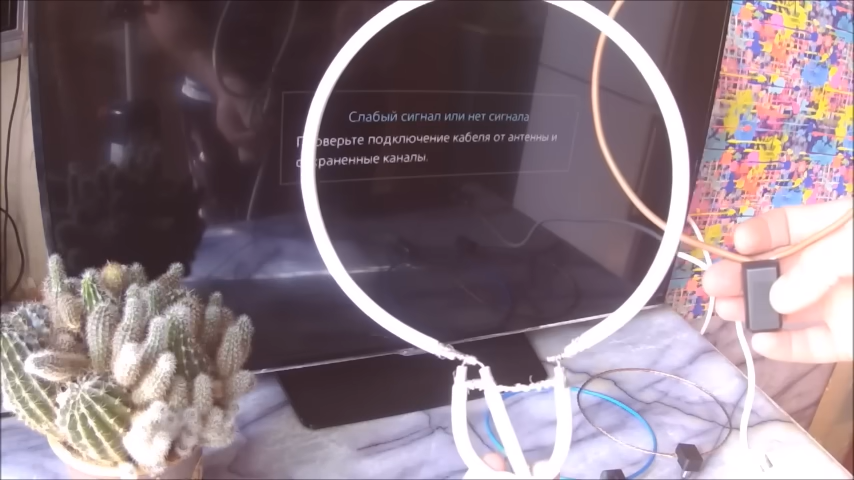 Слабый сигнал или нет сигнала
Проверьте подключение кабеля от антенны и
сохраненные каналы.